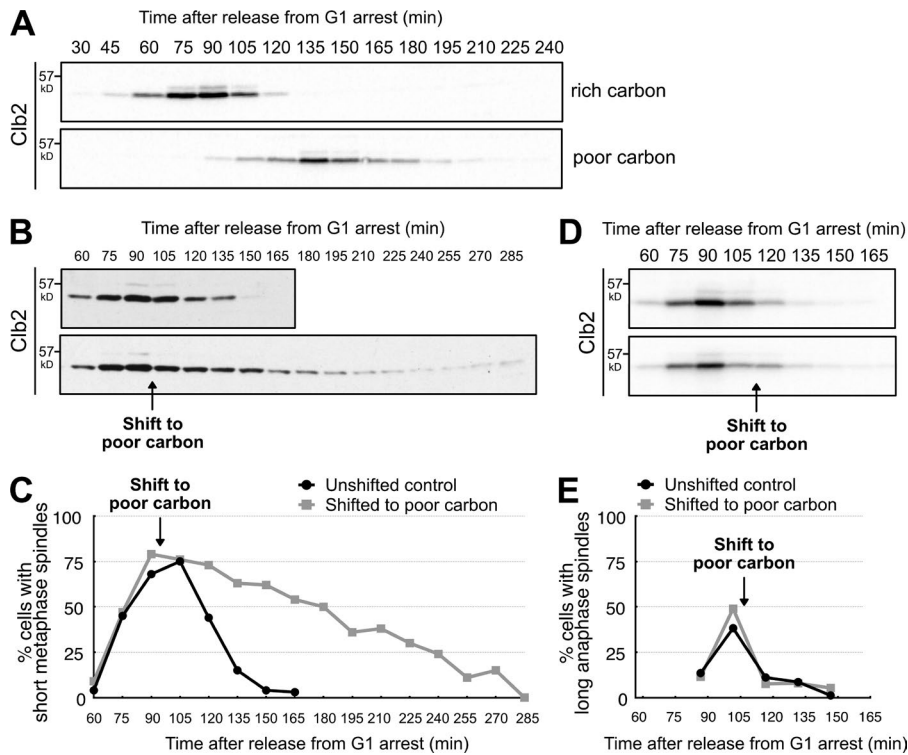 A
Time after release from G1 arrest (min)
30 45 60 75 90 105 120 135 150 165 180 195 210 225 240
Clb2
57
kD
rich carbon
57
kD
poor carbon
B
Time after release from G1 arrest (min)
60 75 90 105 120 135 150 165 180 195 210 225 240 255 270 285
Clb2
57
kD
57
kD
Shift to
poor carbon
D
Time after release from G1 arrest (min)
60 75 90 105 120 135 150 165
Clb2
57
kD
57
kD
Shift to
poor carbon
C
Shift to
poor carbon
Unshifted control
Shifted to poor carbon
% cells with
short metaphase spindles
100
75
50
25
0
60 75 90 105 120 135 150 165 180 195 210 225 240 255 270 285
Time after release from G1 arrest (min)
E
Unshifted control
Shifted to poor carbon
Shift to
poor carbon
% cells with
long anaphase spindles
100
75
50
25
0
60 75 90 105 120 135 150 165
Time after release from G1 arrest (min)